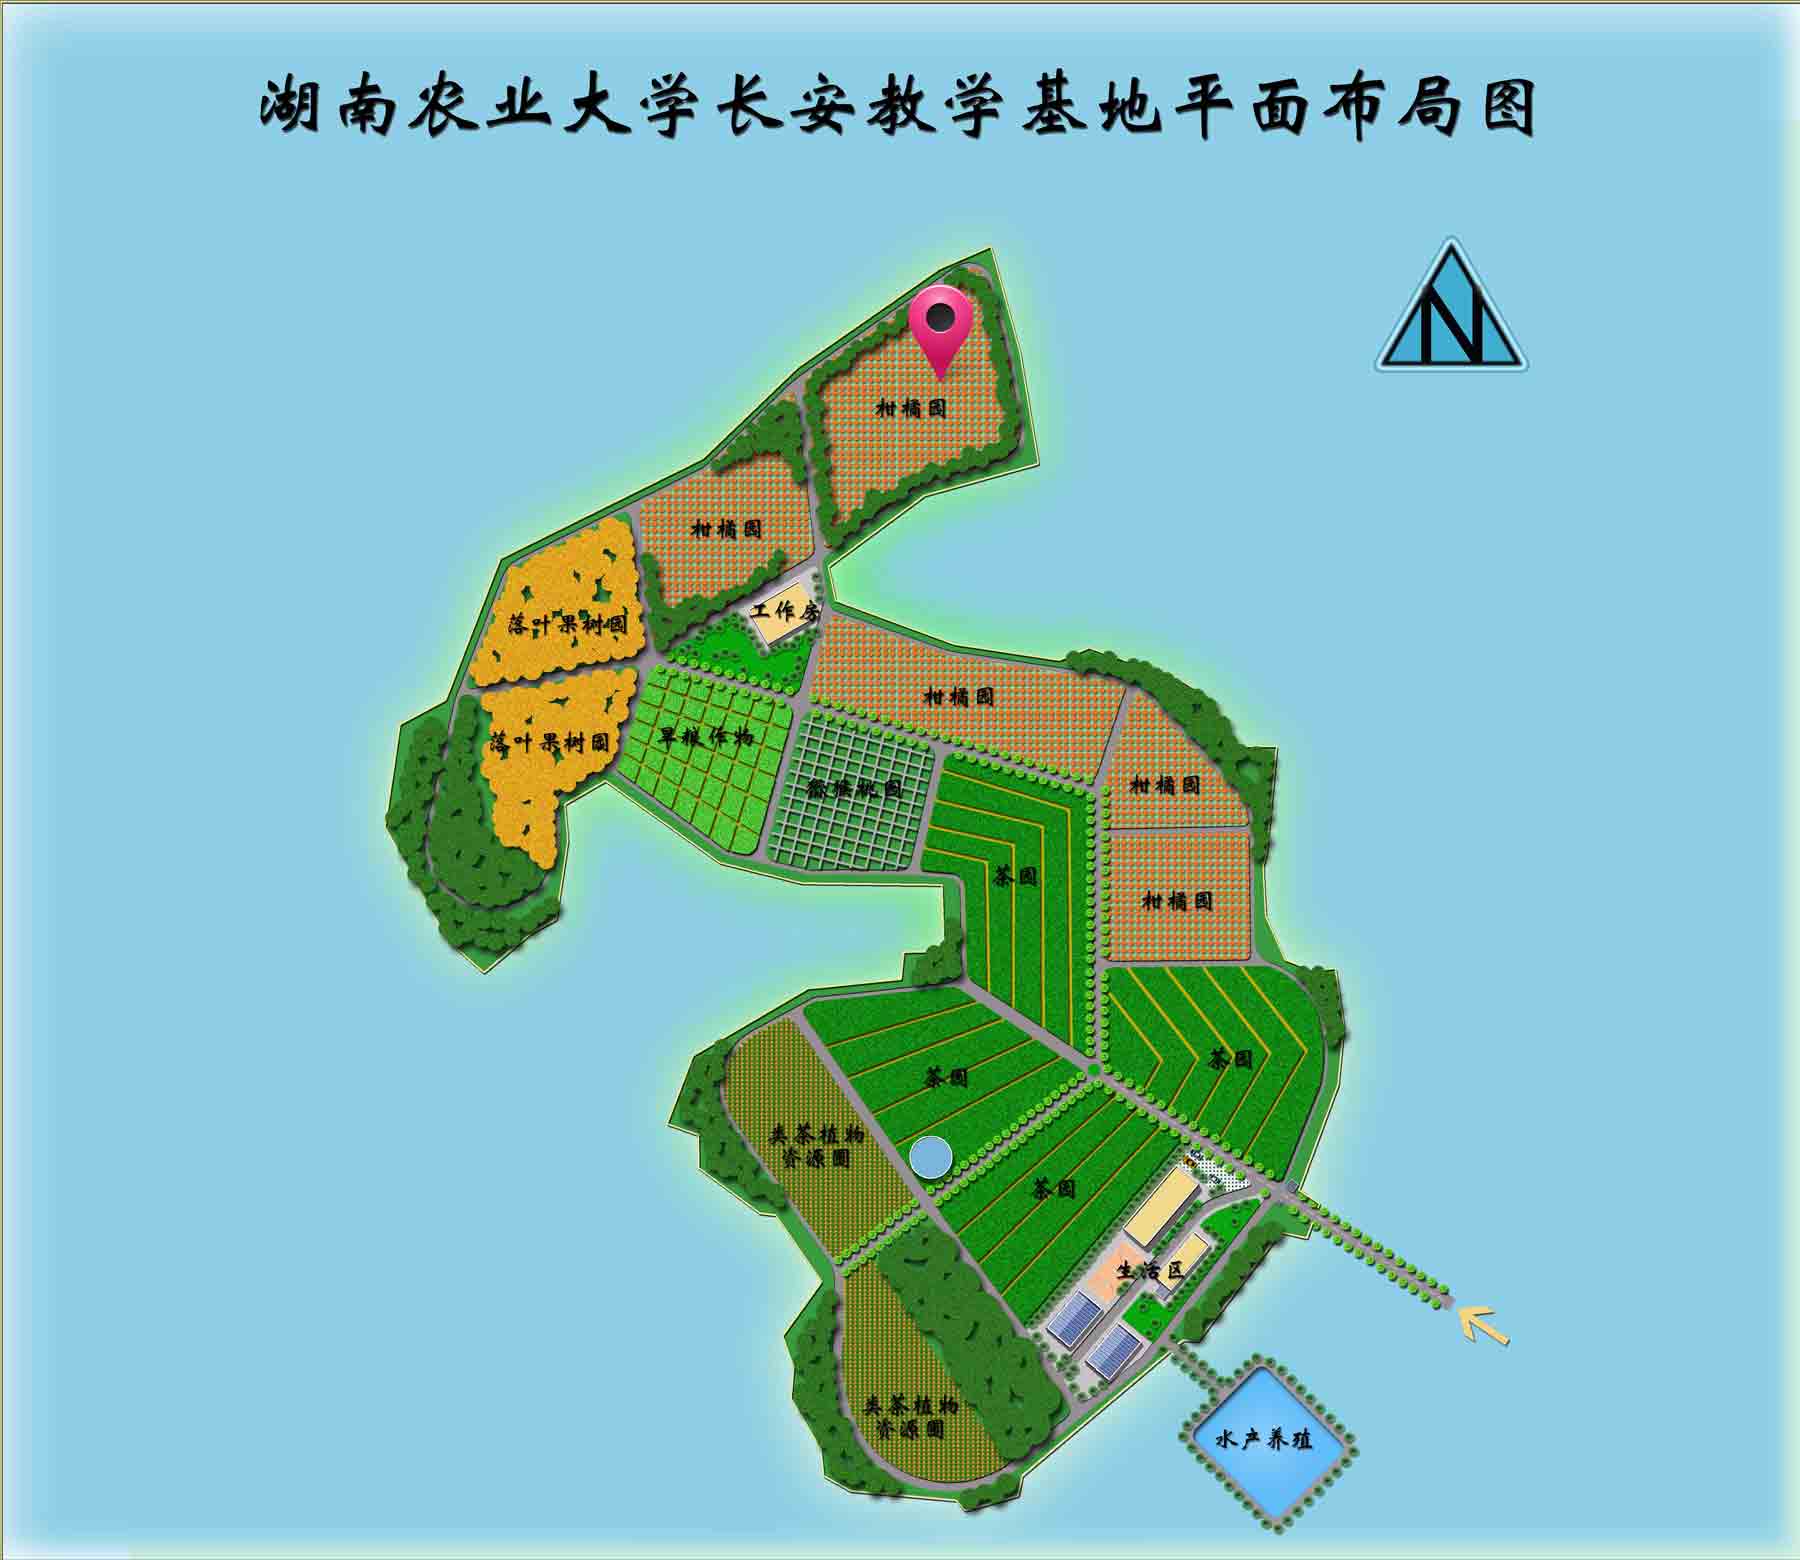 湖南农业大学长安教学基地平面布局图
N
柑橘园
柑橘园
工作房
落叶果树园
柑橘园
落叶果树园
旱粮作物
猕猴桃园
柑橘园
茶园
柑橘园
茶园
茶园
类茶植物
资源圃
茶园
生活区
类茶植物
资源圃
水产养殖